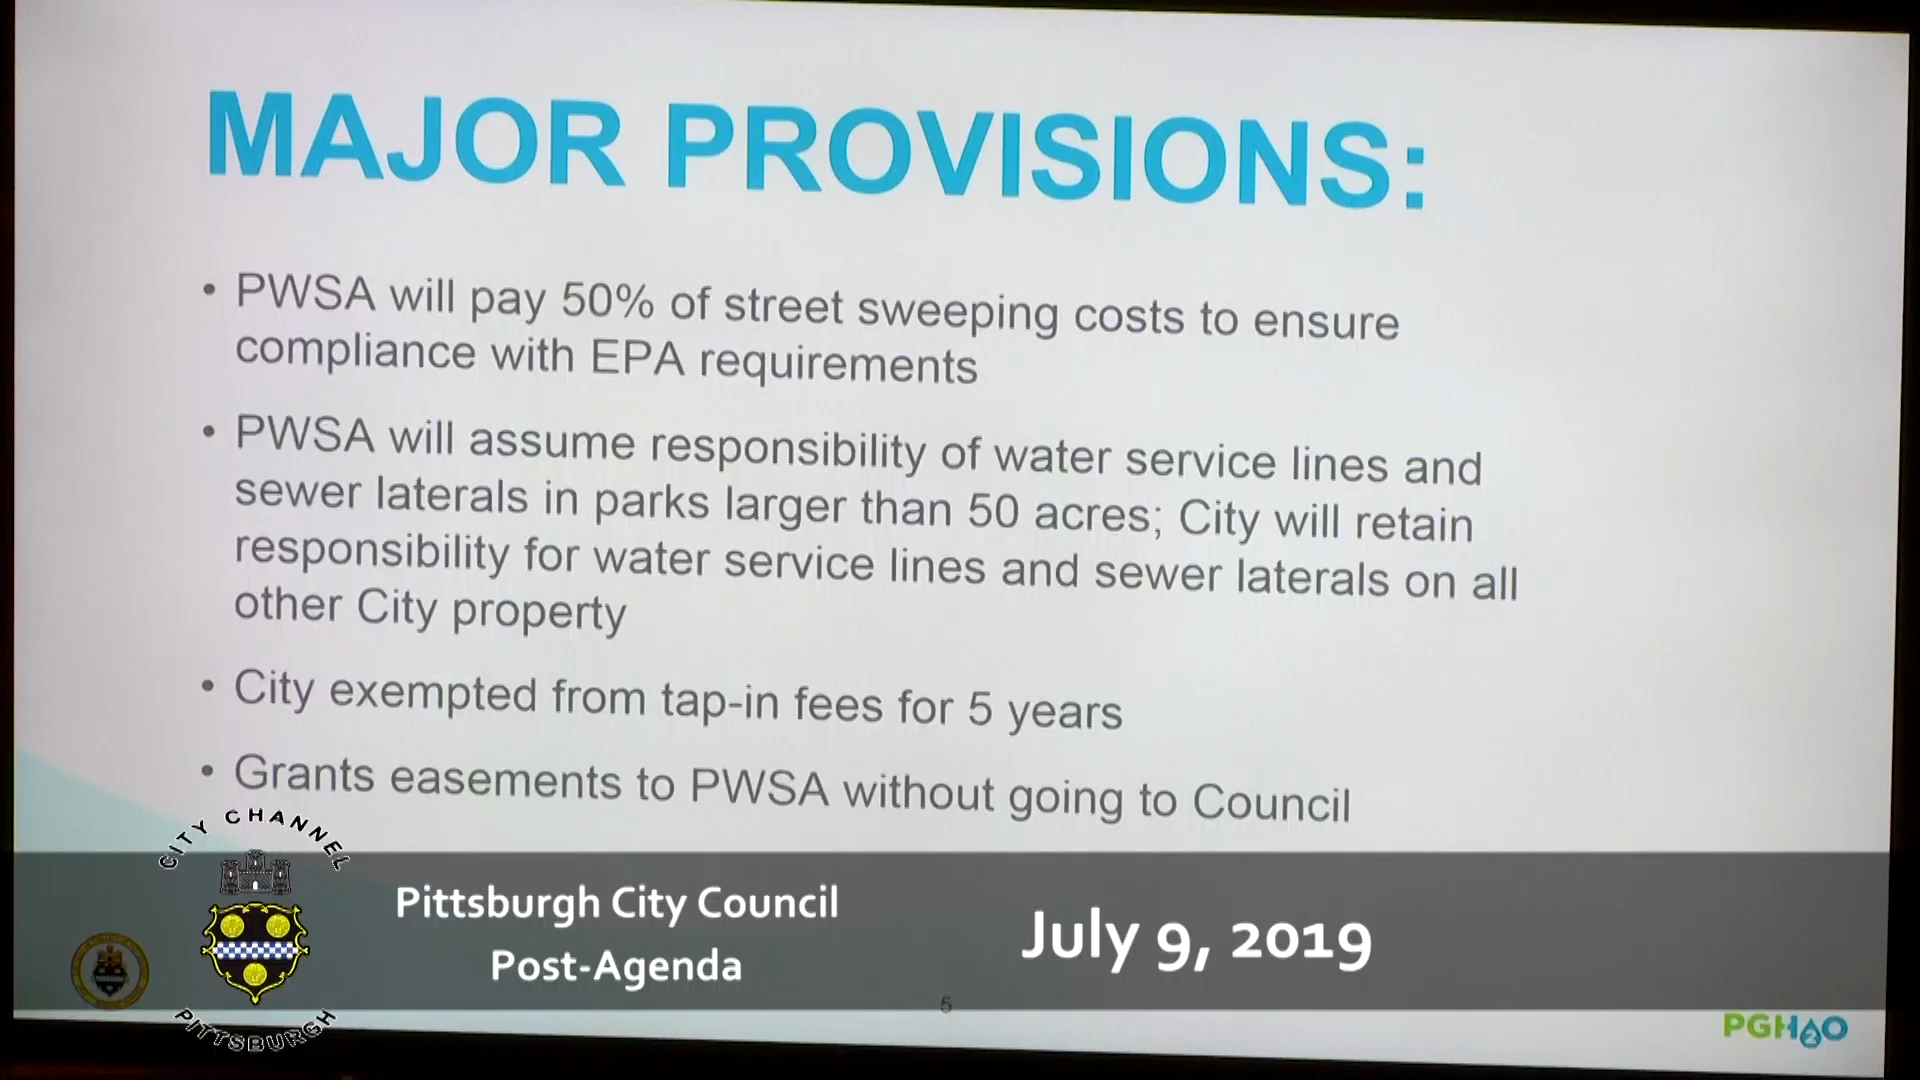 MAJOR PROVISIONS:
• PWSA will pay 50% of street sweeping costs to ensure
compliance with EPA requirements
• PWSA will assume responsibility of water service lines and
sewer laterals in parks larger than 50 acres; City will retain
responsibility for water service lines and sewer laterals on all
other City property
• City exempted from tap-in fees for 5 years
• Grants easements to PWSA without going to Council
CITY CHANNEL
PITTSBURGH
Pittsburgh City Council
Post-Agenda
July 9, 2019
5
PGH2O